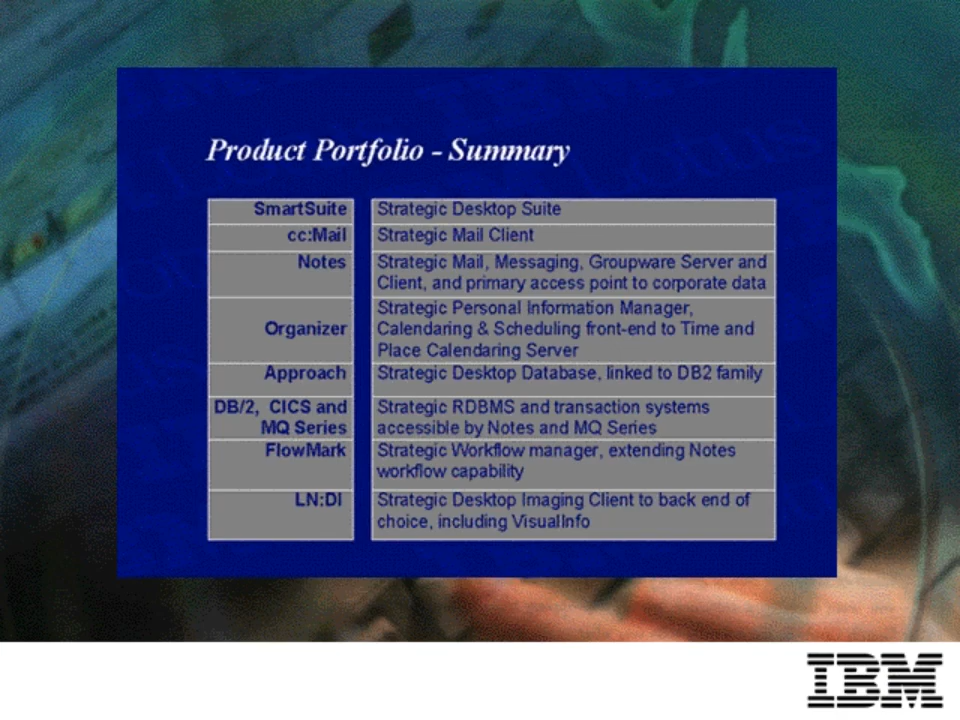 Product Portfolio - Summary
SmartSuite Strategic Desktop Suite
cc:Mail Strategic Mail Client
Notes Strategic Mail, Messaging, Groupware Server and
Client, and primary access point to corporate data
Strategic Personal Information Manager,
Organizer Calendaring & Scheduling front-end to Time and
Place Calendaring Server
Approach Strategic Desktop Database, linked to DB2 family
DB/2, CICS and Strategic RDBMS and transaction systems
MQ Series accessible by Notes and MQ Series
FlowMark Strategic Workflow manager, extending Notes
workflow capability
LN:DI Strategic Desktop Imaging Client to back end of
choice, including VisualInfo
IBM